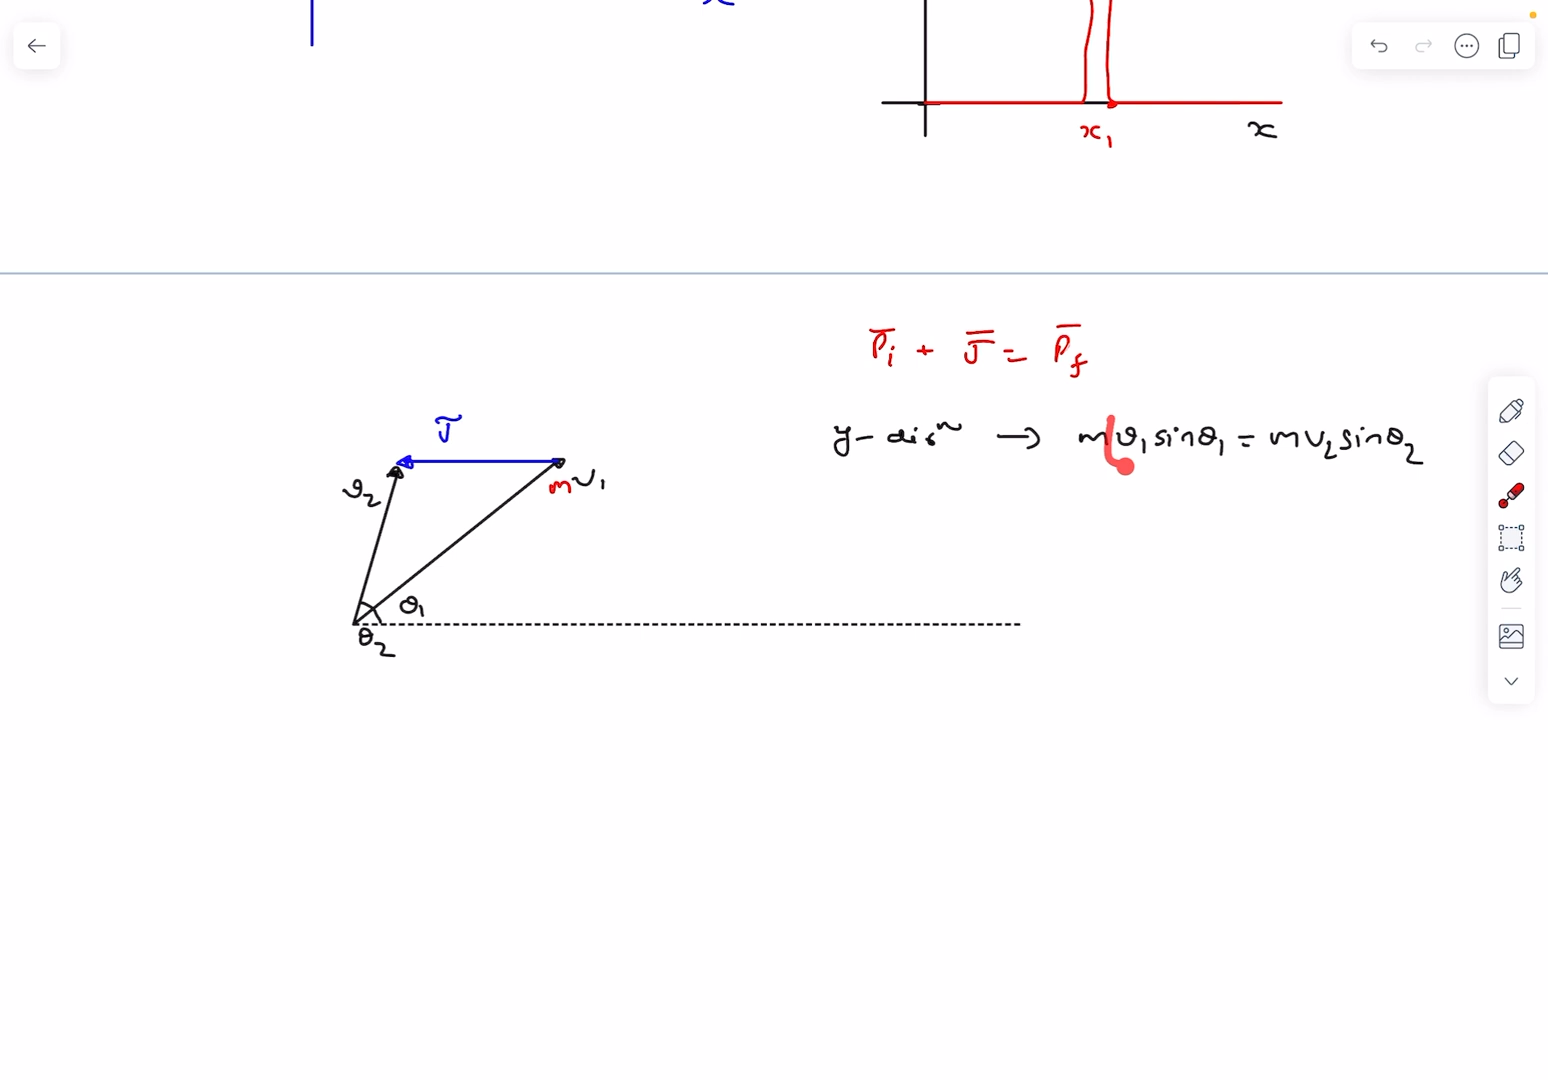 x
x₁
x
P̄ᵢ + J̄ = P̄f
y-dirⁿ → mv₁sinθ₁ = mv₂sinθ₂
J̄
v₂
mv₁
θ₁
θ₂